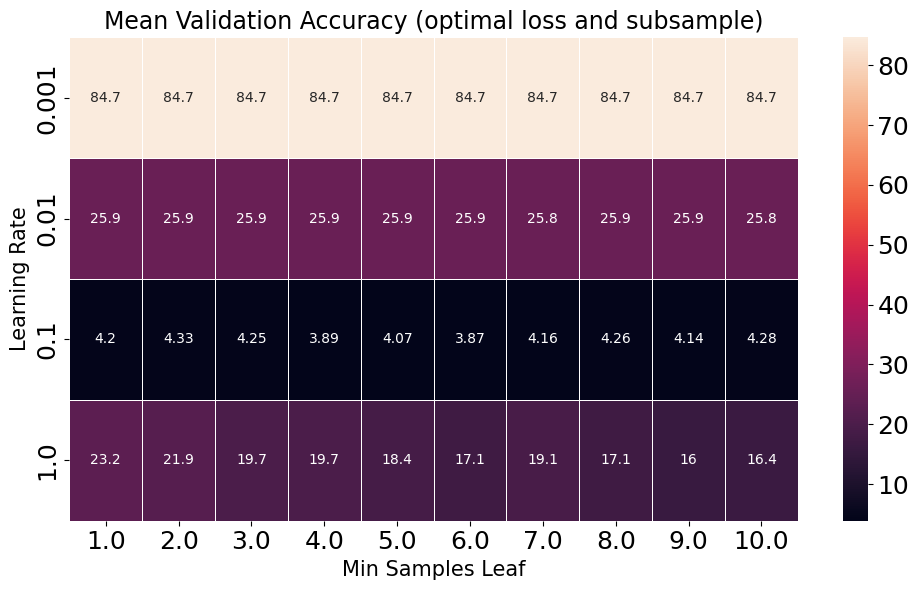 Mean Validation Accuracy (optimal loss and subsample)
Learning Rate
0.001
84.7 84.7 84.7 84.7 84.7 84.7 84.7 84.7 84.7 84.7
0.01
25.9 25.9 25.9 25.9 25.9 25.9 25.8 25.9 25.9 25.8
0.1
4.2 4.33 4.25 3.89 4.07 3.87 4.16 4.26 4.14 4.28
1.0
23.2 21.9 19.7 19.7 18.4 17.1 19.1 17.1 16 16.4
1.0 2.0 3.0 4.0 5.0 6.0 7.0 8.0 9.0 10.0
Min Samples Leaf
80
70
60
50
40
30
20
10